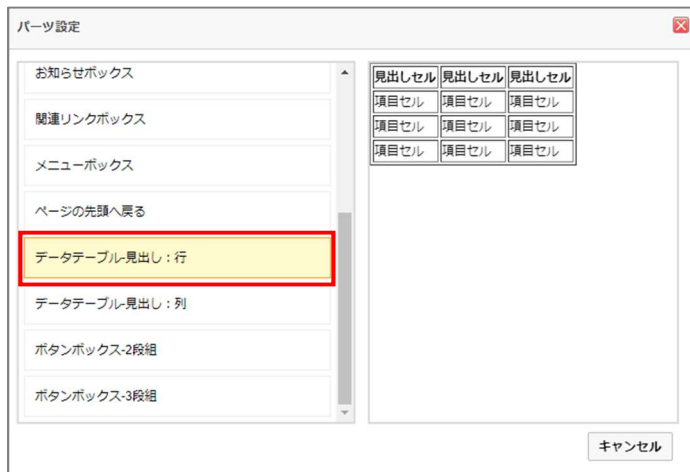 パーツ設定
お知らせボックス
関連リンクボックス
メニューボックス
ページの先頭へ戻る
データテーブル-見出し：行
データテーブル-見出し：列
ボタンボックス-2段組
ボタンボックス-3段組
見出しセル 見出しセル 見出しセル
項目セル 項目セル 項目セル
項目セル 項目セル 項目セル
項目セル 項目セル 項目セル
キャンセル